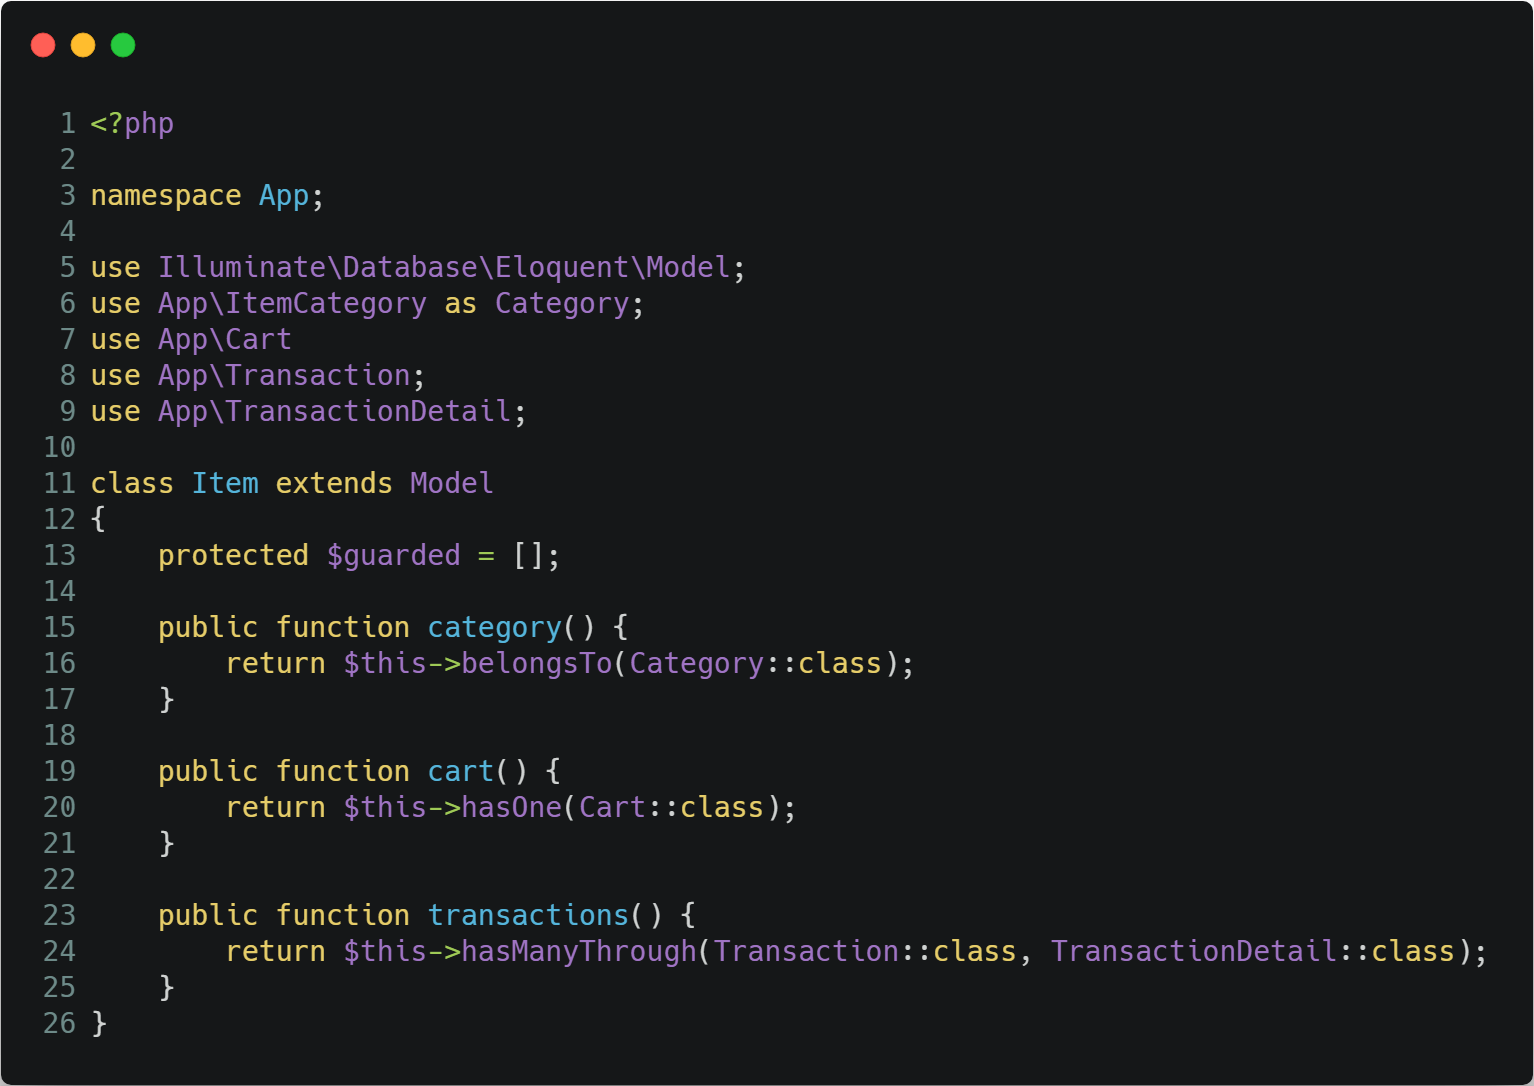 1 <?php
2
3 namespace App;
4
5 use Illuminate\Database\Eloquent\Model;
6 use App\ItemCategory as Category;
7 use App\Cart
8 use App\Transaction;
9 use App\TransactionDetail;
10
11 class Item extends Model
12 {
13     protected $guarded = [];
14
15     public function category() {
16         return $this->belongsTo(Category::class);
17     }
18
19     public function cart() {
20         return $this->hasOne(Cart::class);
21     }
22
23     public function transactions() {
24         return $this->hasManyThrough(Transaction::class, TransactionDetail::class);
25     }
26 }